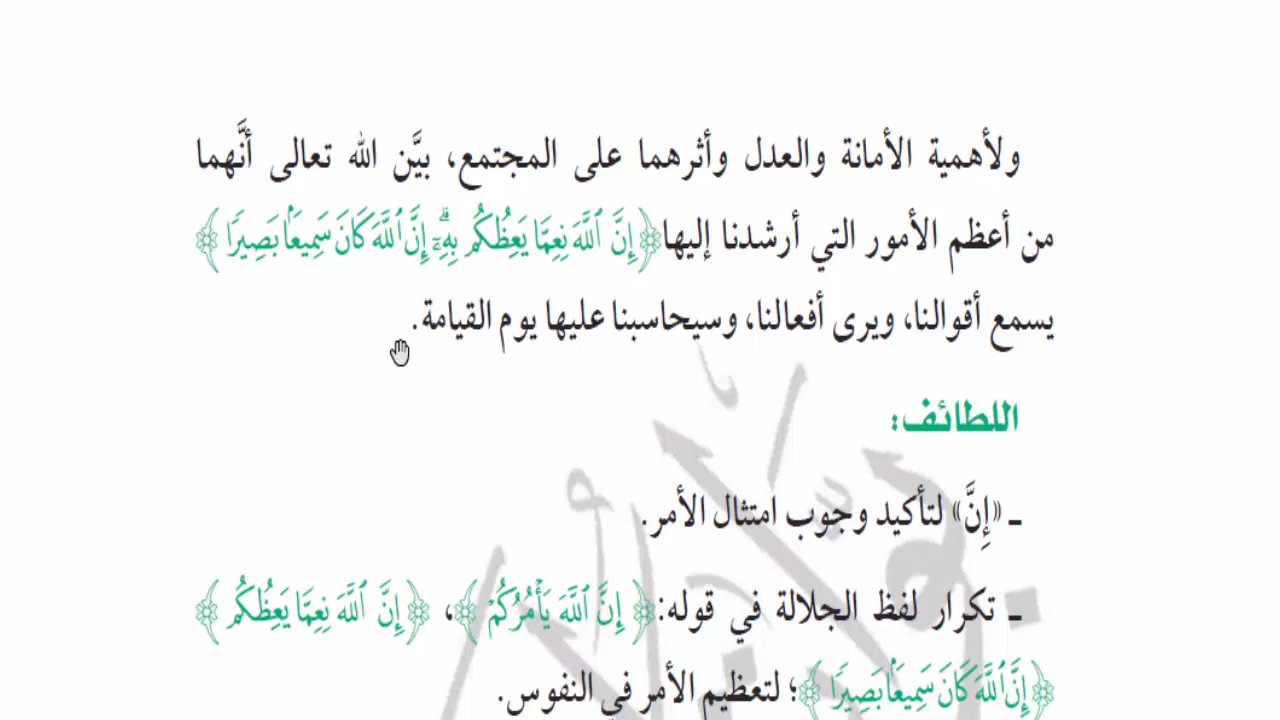 ولأهمية الأمانة والعدل وأثرهما على المجتمع، بيَّن الله تعالى أنَّهما
من أعظم الأمور التي أرشدنا إليها﴿إِنَّ ٱللَّهَ نِعِمَّا يَعِظُكُم بِهِۦٓۗ إِنَّ ٱللَّهَ كَانَ سَمِيعَۢا بَصِيرٗا﴾
يسمع أقوالنا، ويرى أفعالنا، وسيحاسبنا عليها يوم القيامة.
اللطائف:
ـ «إِنَّ» لتأكيد وجوب امتثال الأمر.
ـ تكرار لفظ الجلالة في قوله:﴿إِنَّ ٱللَّهَ يَأۡمُرُكُمۡ﴾، ﴿إِنَّ ٱللَّهَ نِعِمَّا يَعِظُكُم﴾
﴿إِنَّ ٱللَّهَ كَانَ سَمِيعَۢا بَصِيرٗا﴾؛ لتعظيم الأمر في النفوس.